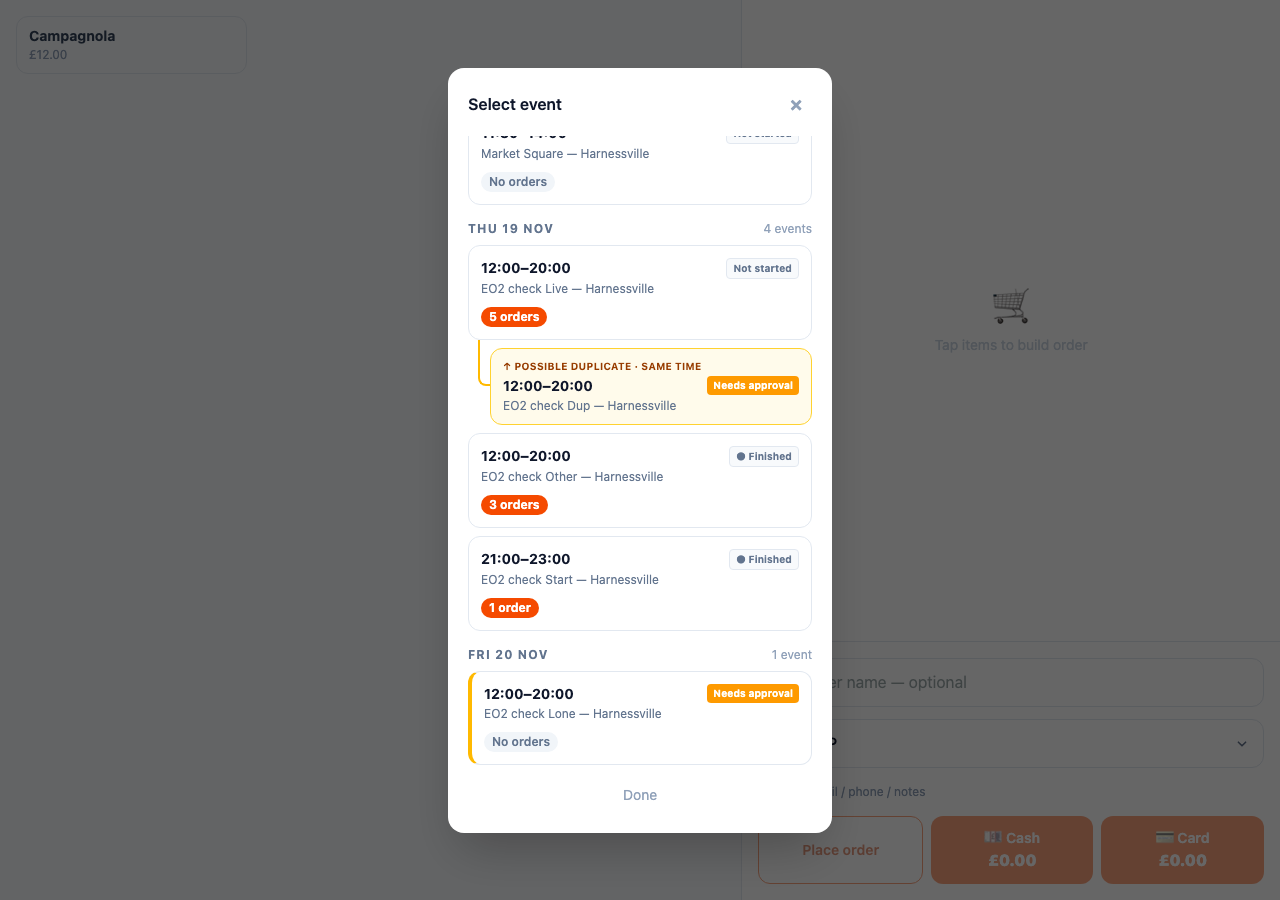 Campagnola
£12.00
Select event
×
Market Square — Harnessville
No orders
THU 19 NOV
4 events
12:00–20:00
Not started
EO2 check Live — Harnessville
5 orders
↑ POSSIBLE DUPLICATE · SAME TIME
12:00–20:00
Needs approval
EO2 check Dup — Harnessville
12:00–20:00
Finished
EO2 check Other — Harnessville
3 orders
21:00–23:00
Finished
EO2 check Start — Harnessville
1 order
FRI 20 NOV
1 event
12:00–20:00
Needs approval
EO2 check Lone — Harnessville
No orders
Done
Tap items to build order
name — optional
/ phone / notes
Place order
Cash
£0.00
Card
£0.00